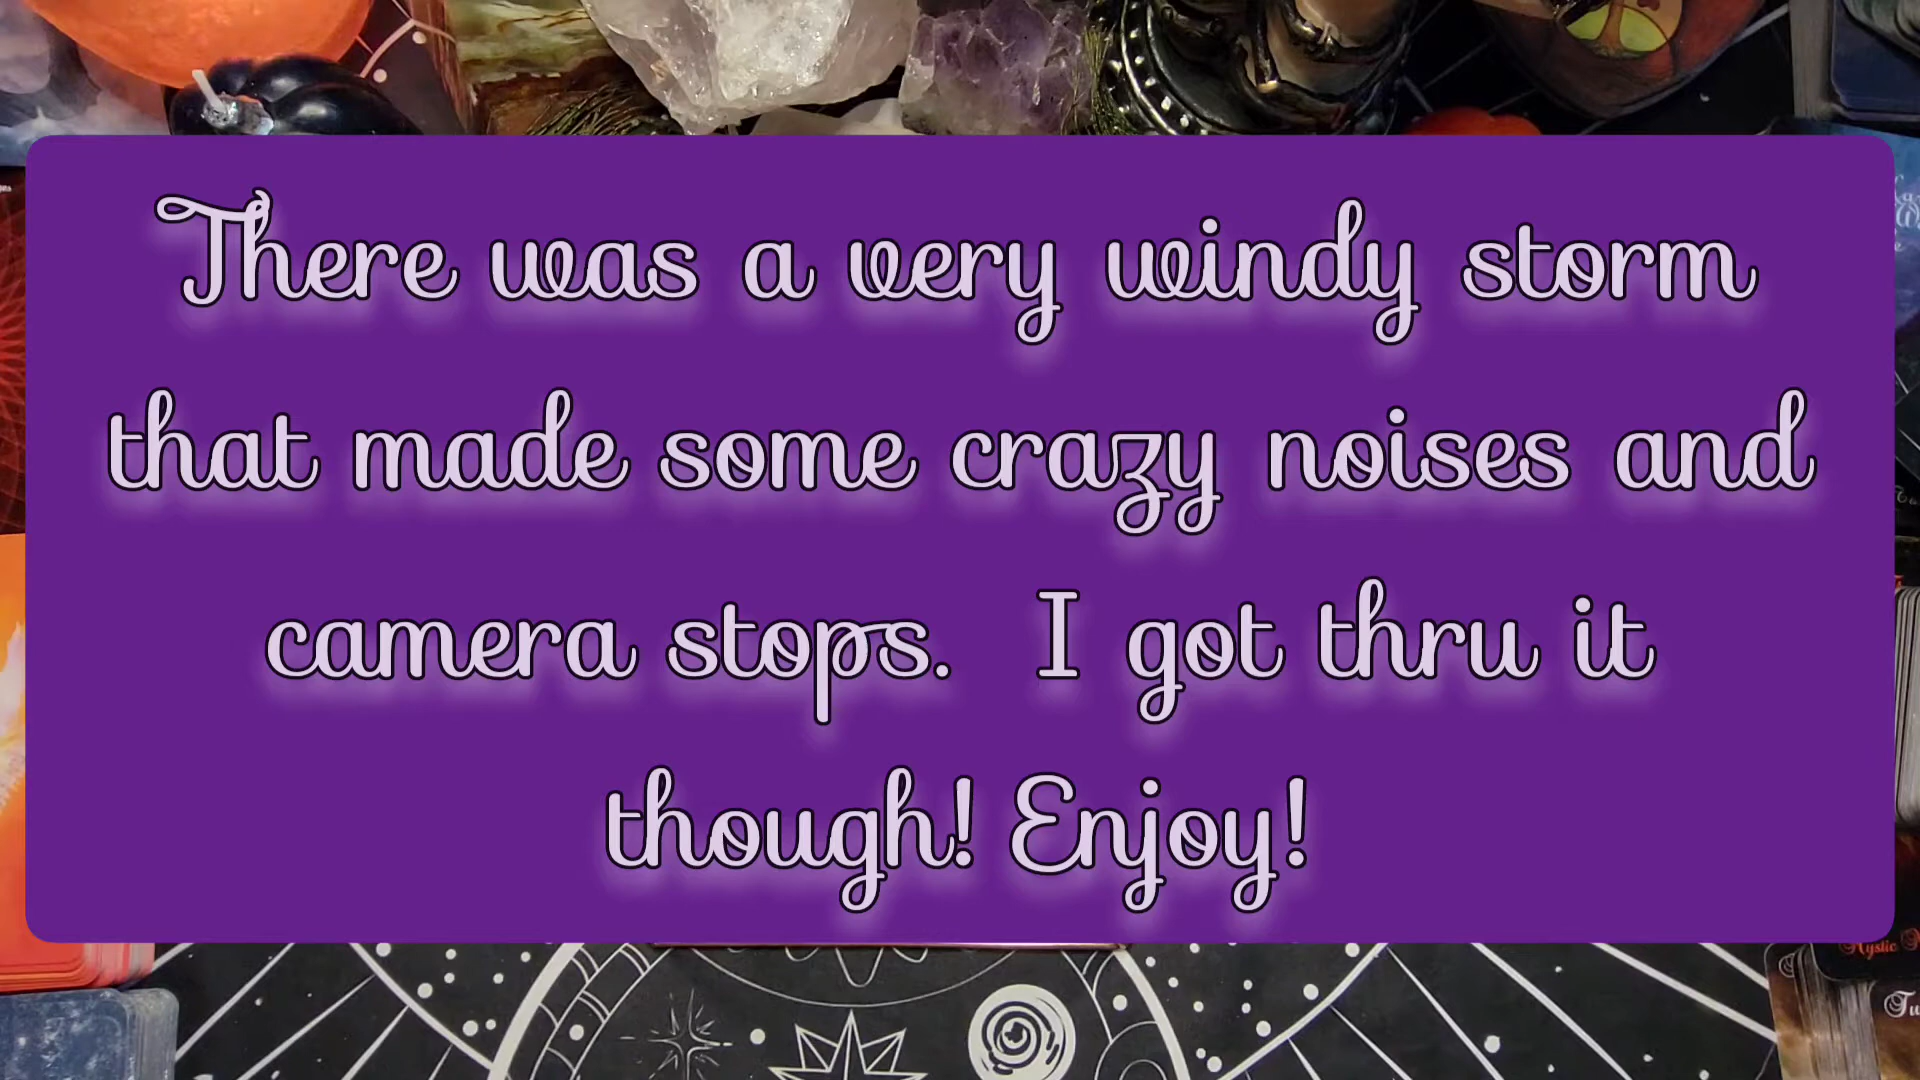 There was a very windy storm
that made some crazy noises and
camera stops. I got thru it
though! Enjoy!